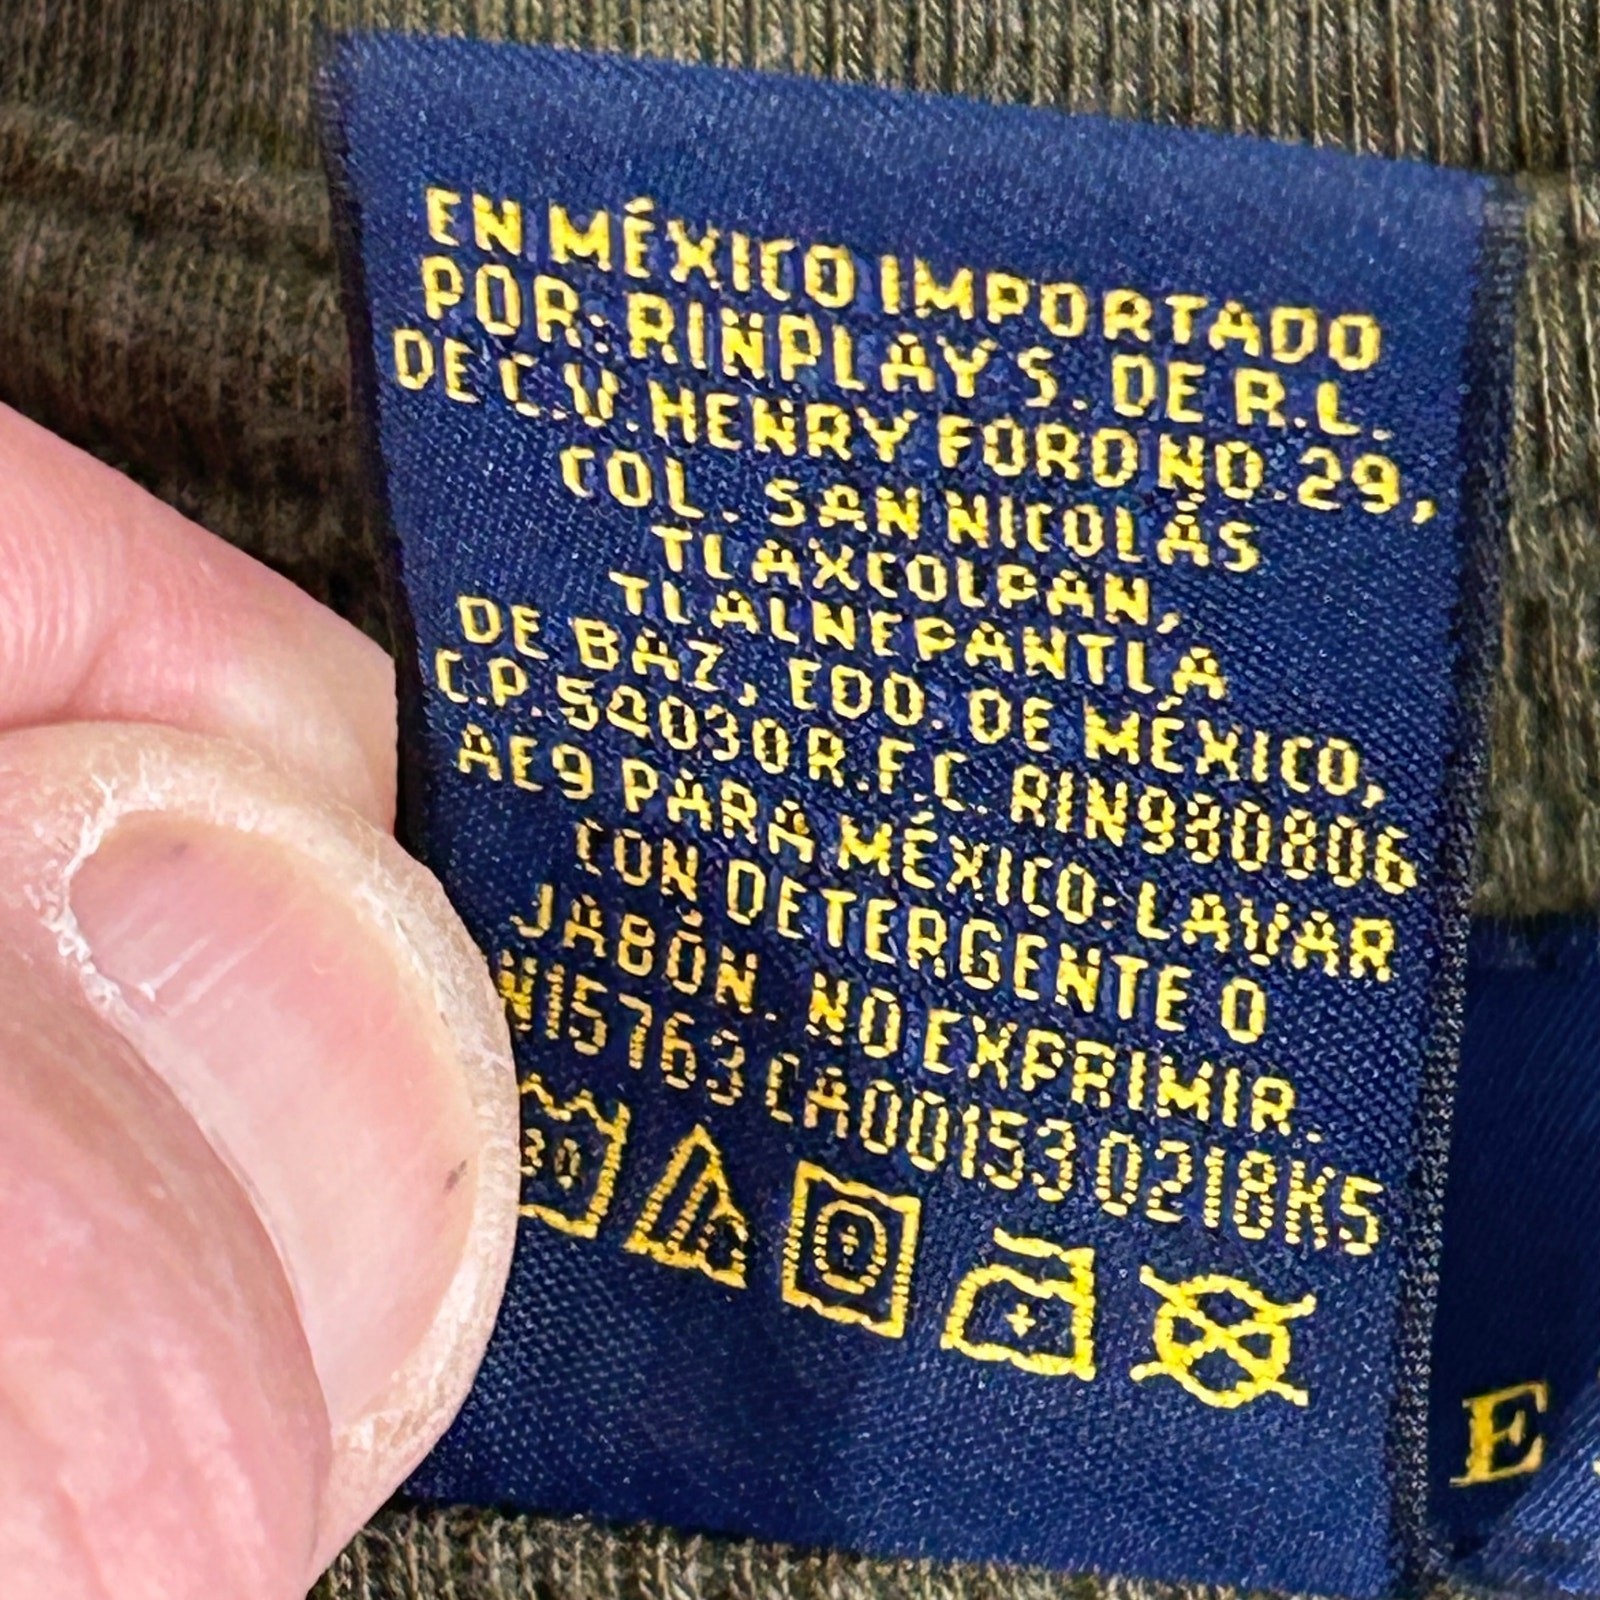 EN MÉXICO IMPORTADO
POR: RINPLAY S. DE R.L.
DE C.V. HENRY FORD NO. 29,
COL. SAN NICOLÁS
TLAXCOLPAN,
TLALNEPANTLA
DE BAZ, EDO. DE MÉXICO,
C.P. 54030 R.F.C. RIN980806
AE9 PARA MÉXICO: LAVAR
CON DETERGENTE O
JABÓN. NO EXPRIMIR.
N15763 CA00153 0218K5
30
E